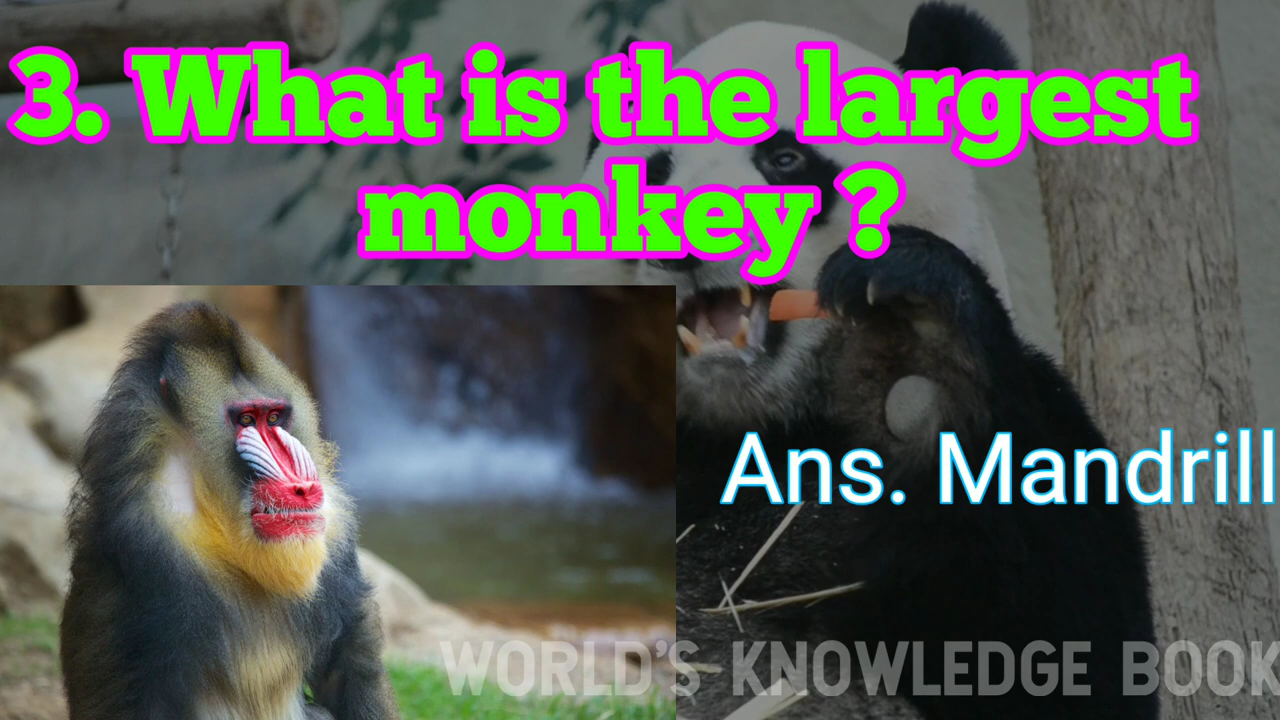 3. What is the largest
monkey ?
Ans. Mandrill
WORLD'S KNOWLEDGE BOOK